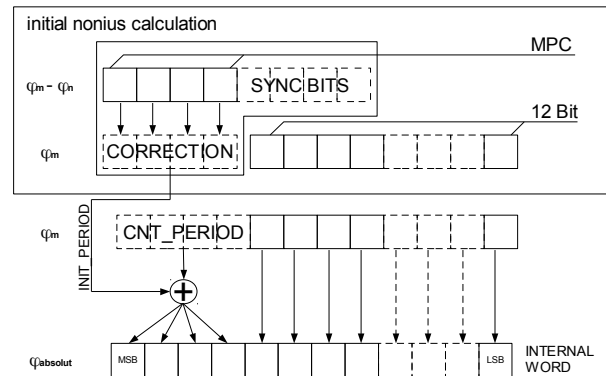 initial nonius calculation
MPC
φm - φn
SYNC BITS
12 Bit
φm
CORRECTION
INIT_PERIOD
φm
CNT_PERIOD
+
φabsolut
MSB
LSB
INTERNAL
WORD